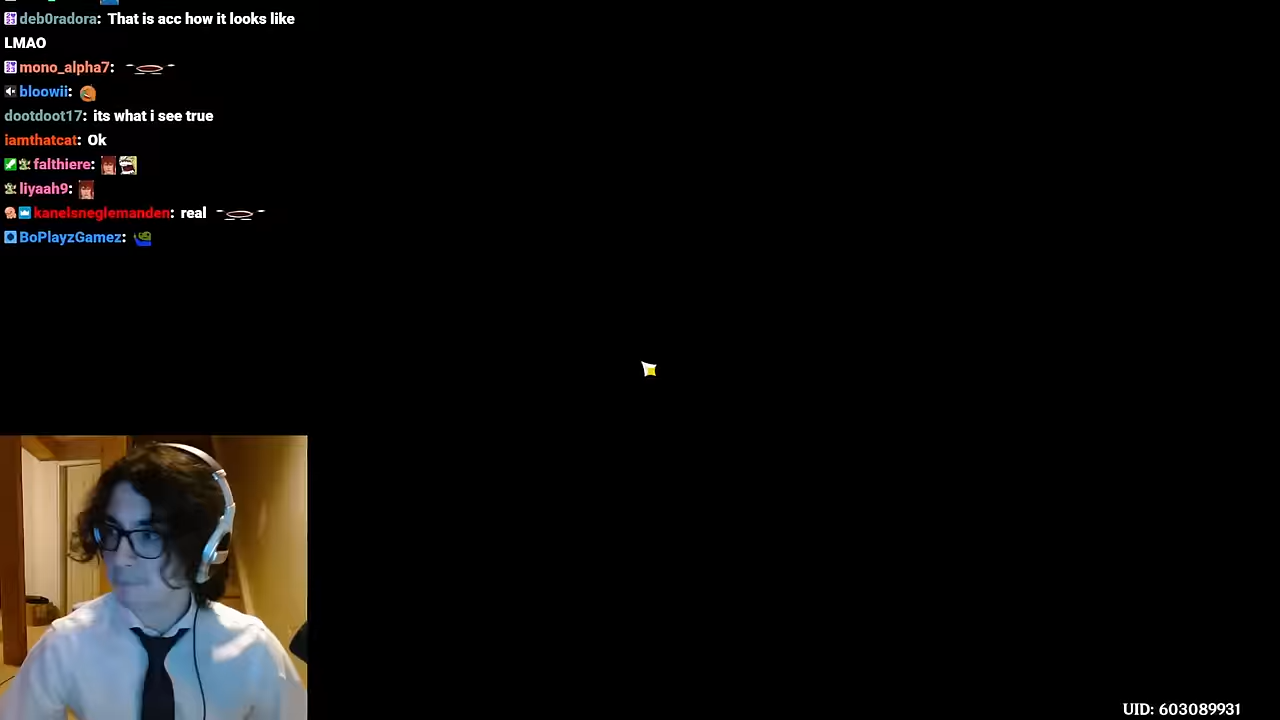 deb0radora: That is acc how it looks like
LMAO
mono_alpha7:
bloowii:
dootdoot17: its what i see true
iamthatcat: Ok
falthiere:
liyaah9:
kanelsneglemanden: real
BoPlayzGamez:
UID: 603089931